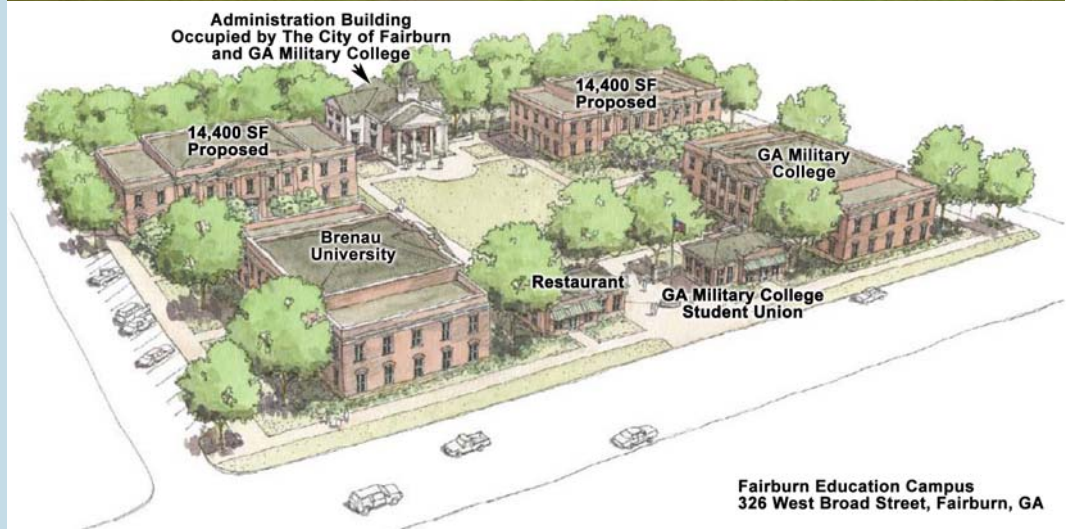 Administration Building
Occupied by The City of Fairburn
and GA Military College
14,400 SF
Proposed
14,400 SF
Proposed
GA Military
College
Brenau
University
Restaurant
GA Military College
Student Union
Fairburn Education Campus
326 West Broad Street, Fairburn, GA